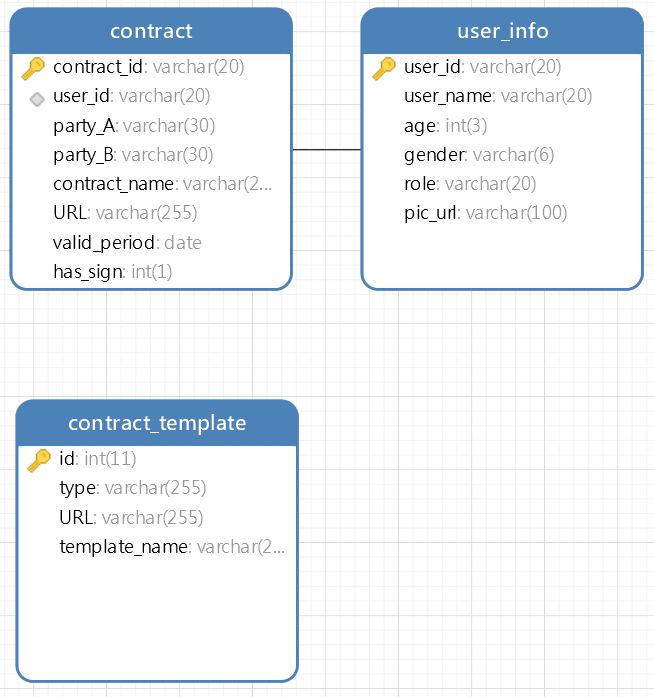 contract
contract_id: varchar(20)
user_id: varchar(20)
party_A: varchar(30)
party_B: varchar(30)
contract_name: varchar(2...
URL: varchar(255)
valid_period: date
has_sign: int(1)
user_info
user_id: varchar(20)
user_name: varchar(20)
age: int(3)
gender: varchar(6)
role: varchar(20)
pic_url: varchar(100)
contract_template
id: int(11)
type: varchar(255)
URL: varchar(255)
template_name: varchar(2...